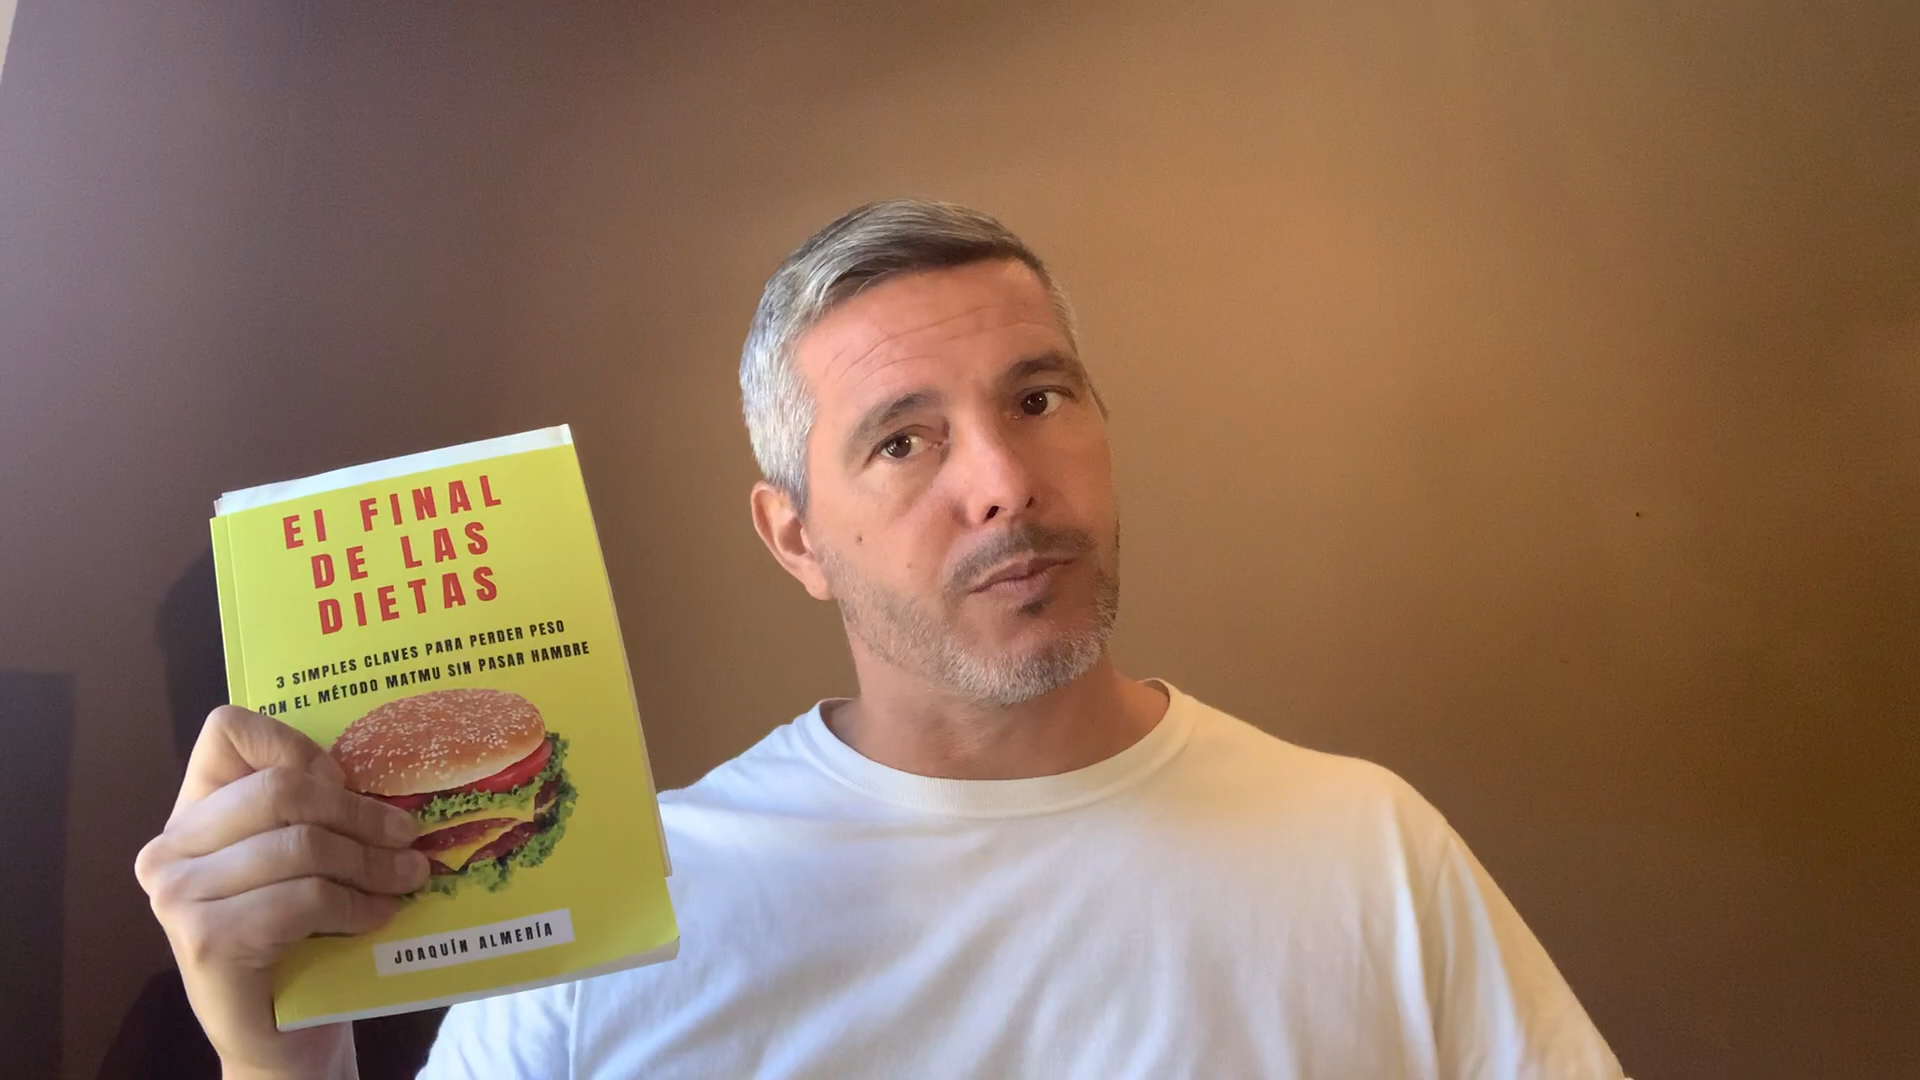 El FINAL
DE LAS
DIETAS
3 SIMPLES CLAVES PARA PERDER PESO
CON EL MÉTODO MATMU SIN PASAR HAMBRE
JOAQUÍN ALMERÍA